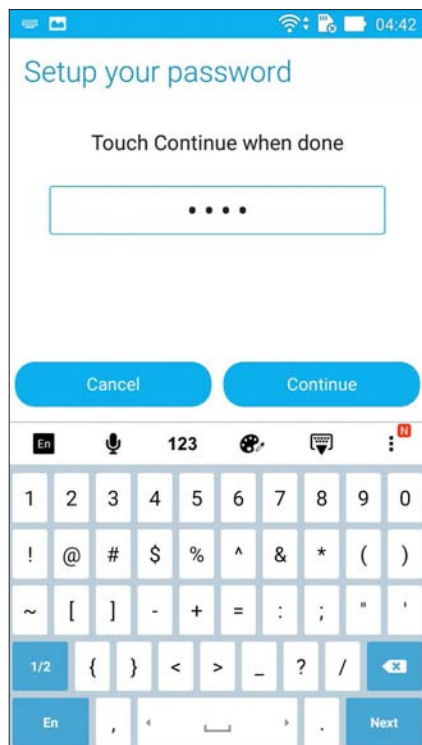 04:42
Setup your password
Touch Continue when done
••••
Cancel Continue
En 123 N
1 2 3 4 5 6 7 8 9 0
! @ # $ % ^ & * ( )
~ [ ] - + = : ; " '
1/2 { } < > _ ? /
En , . Next